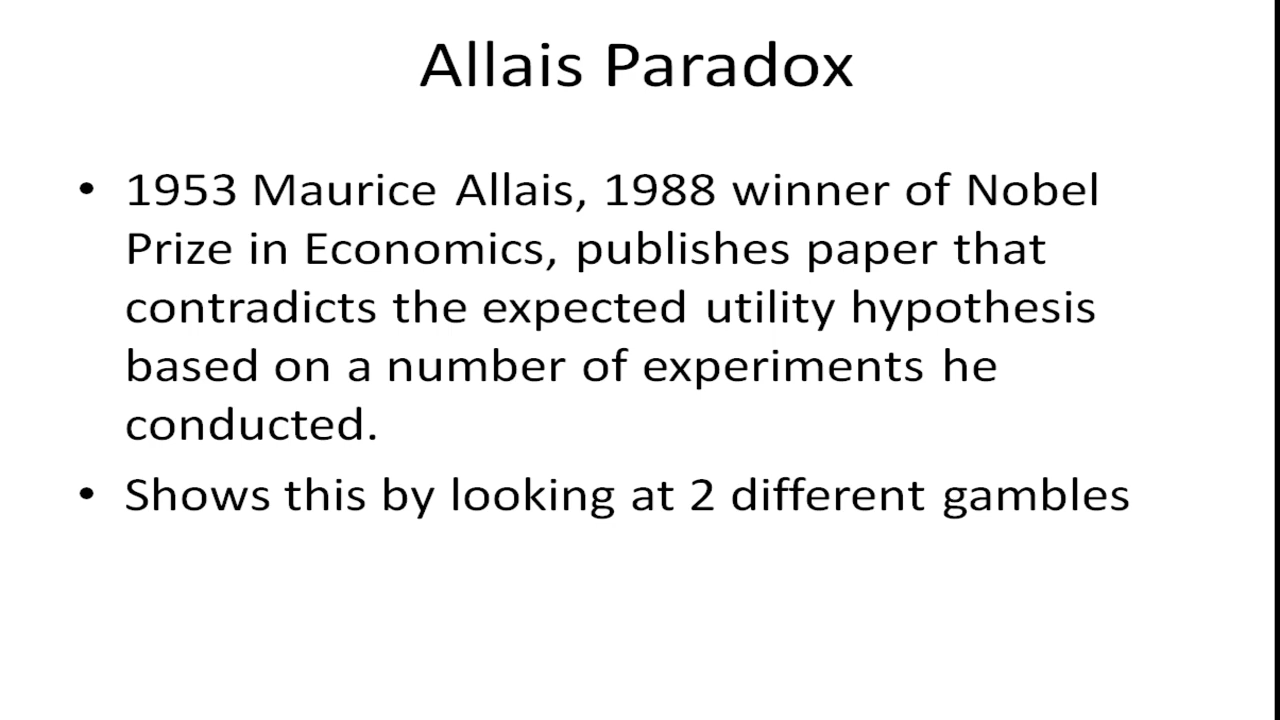 Allais Paradox
• 1953 Maurice Allais, 1988 winner of Nobel
Prize in Economics, publishes paper that
contradicts the expected utility hypothesis
based on a number of experiments he
conducted.
• Shows this by looking at 2 different gambles